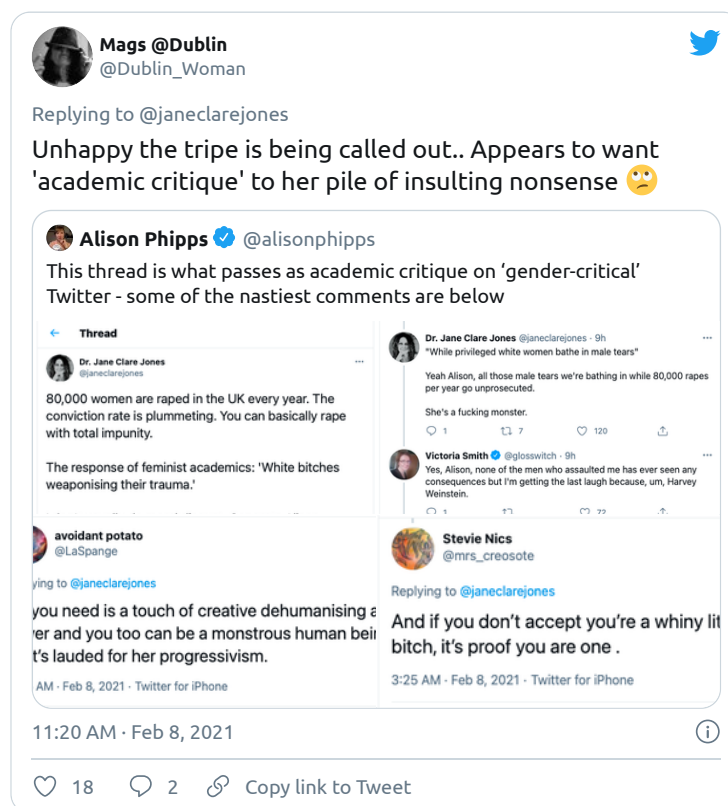 Mags @Dublin
@Dublin_Woman
Replying to @janeclarejones
Unhappy the tripe is being called out.. Appears to want
'academic critique' to her pile of insulting nonsense 🙄
Alison Phipps @alisonphipps
This thread is what passes as academic critique on ‘gender-critical’
Twitter - some of the nastiest comments are below
Thread
Dr. Jane Clare Jones
@janeclarejones
80,000 women are raped in the UK every year. The
conviction rate is plummeting. You can basically rape
with total impunity.
The response of feminist academics: 'White bitches
weaponising their trauma.'
Dr. Jane Clare Jones @janeclarejones · 9h
"While privileged white women bathe in male tears"
Yeah Alison, all those male tears we're bathing in while 80,000 rapes
per year go unprosecuted.
She's a fucking monster.
1 7 120
Victoria Smith @glosswitch · 9h
Yes, Alison, none of the men who assaulted me has ever seen any
consequences but I'm getting the last laugh because, um, Harvey
Weinstein.
avoidant potato
@LaSpange
ying to @janeclarejones
you need is a touch of creative dehumanising a
er and you too can be a monstrous human bei
t's lauded for her progressivism.
AM · Feb 8, 2021 · Twitter for iPhone
Stevie Nics
@mrs_creosote
Replying to @janeclarejones
And if you don’t accept you’re a whiny lit
bitch, it’s proof you are one .
3:25 AM · Feb 8, 2021 · Twitter for iPhone
11:20 AM · Feb 8, 2021
18 2 Copy link to Tweet